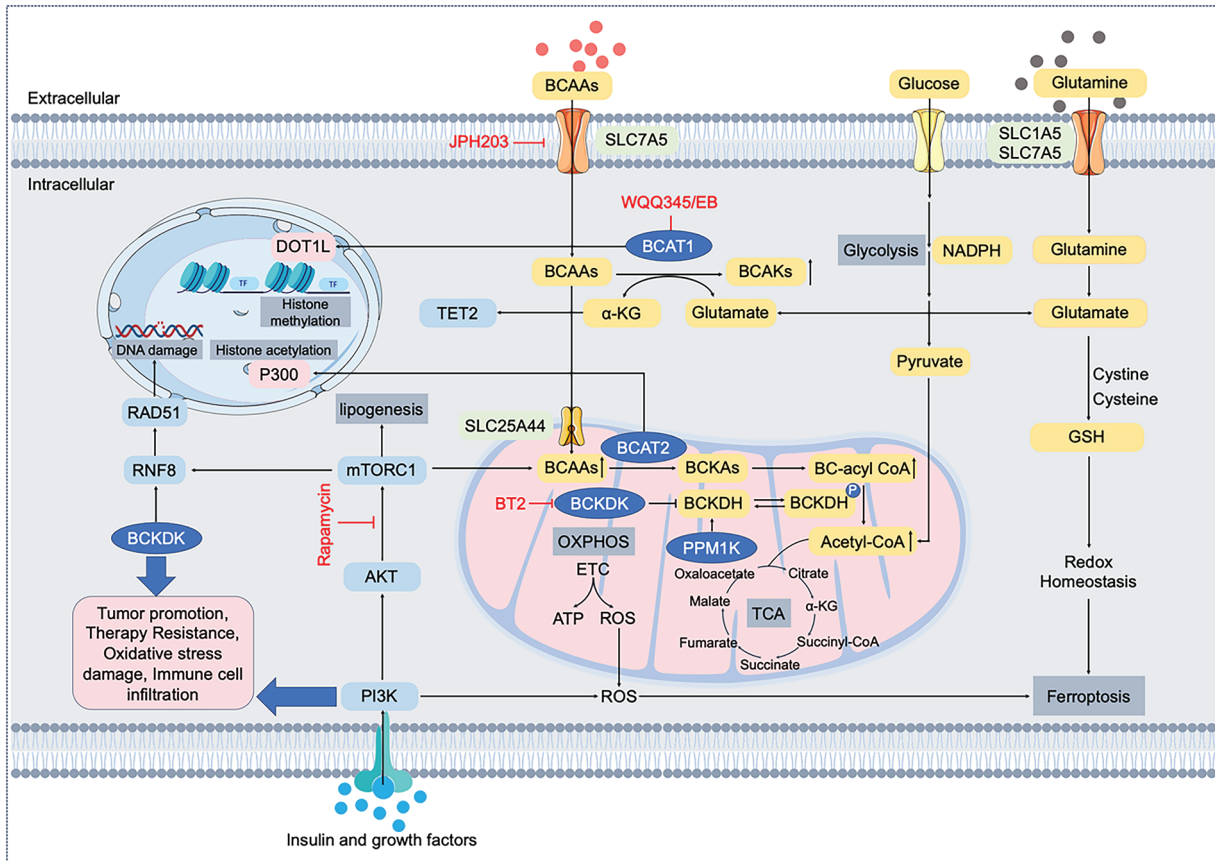 BCAAs
Glucose
Glutamine
Extracellular
JPH203
SLC7A5
SLC1A5
SLC7A5
Intracellular
WQQ345/EB
DOT1L
BCAT1
Glycolysis
NADPH
Glutamine
BCAAs
BCAKs
TF
TF
Histone
methylation
TET2
α-KG
Glutamate
Glutamate
DNA damage
Histone acetylation
P300
Pyruvate
Cystine
Cysteine
RAD51
lipogenesis
SLC25A44
GSH
BCAT2
RNF8
mTORC1
BCAAs
BCKAs
BC-acyl CoA
P
BT2
BCKDK
BCKDH
BCKDH
Rapamycin
BCKDK
OXPHOS
PPM1K
Acetyl-CoA
ETC
Oxaloacetate
Citrate
Redox
Homeostasis
AKT
Malate
α-KG
ATP
ROS
TCA
Tumor promotion,
Therapy Resistance,
Oxidative stress
damage, Immune cell
infiltration
Fumarate
Succinyl-CoA
Succinate
PI3K
ROS
Ferroptosis
Insulin and growth factors